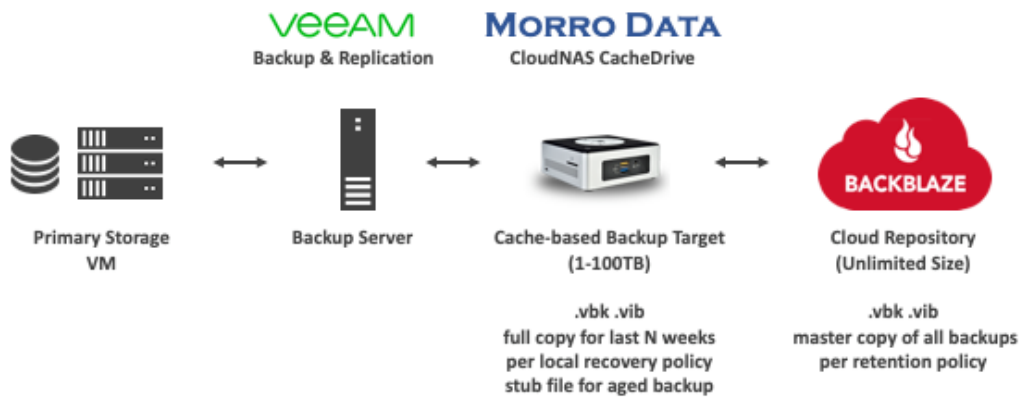 veeAM
Backup & Replication
MORRO DATA
CloudNAS CacheDrive
BACKBLAZE
Primary Storage
VM
Backup Server
Cache-based Backup Target
(1-100TB)
.vbk .vib
full copy for last N weeks
per local recovery policy
stub file for aged backup
Cloud Repository
(Unlimited Size)
.vbk .vib
master copy of all backups
per retention policy